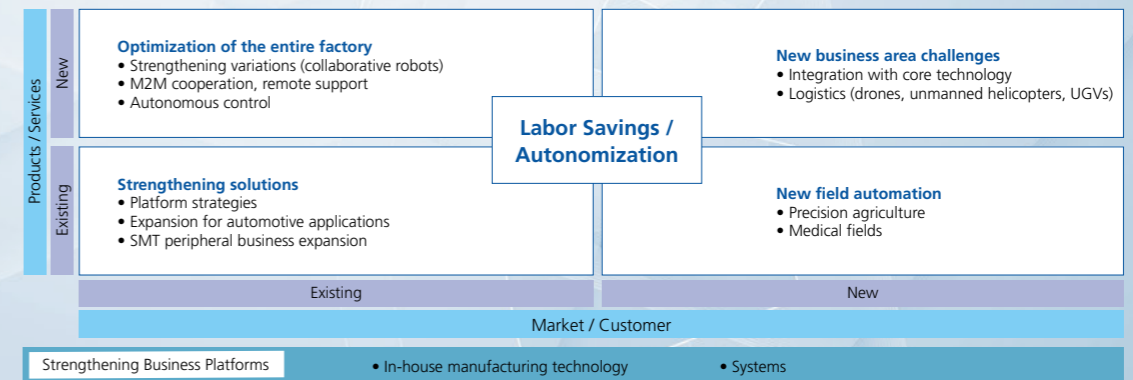 Products / Services
New
Optimization of the entire factory
• Strengthening variations (collaborative robots)
• M2M cooperation, remote support
• Autonomous control
New business area challenges
• Integration with core technology
• Logistics (drones, unmanned helicopters, UGVs)
Labor Savings /
Autonomization
Existing
Strengthening solutions
• Platform strategies
• Expansion for automotive applications
• SMT peripheral business expansion
New field automation
• Precision agriculture
• Medical fields
Existing
New
Market / Customer
Strengthening Business Platforms
• In-house manufacturing technology
• Systems